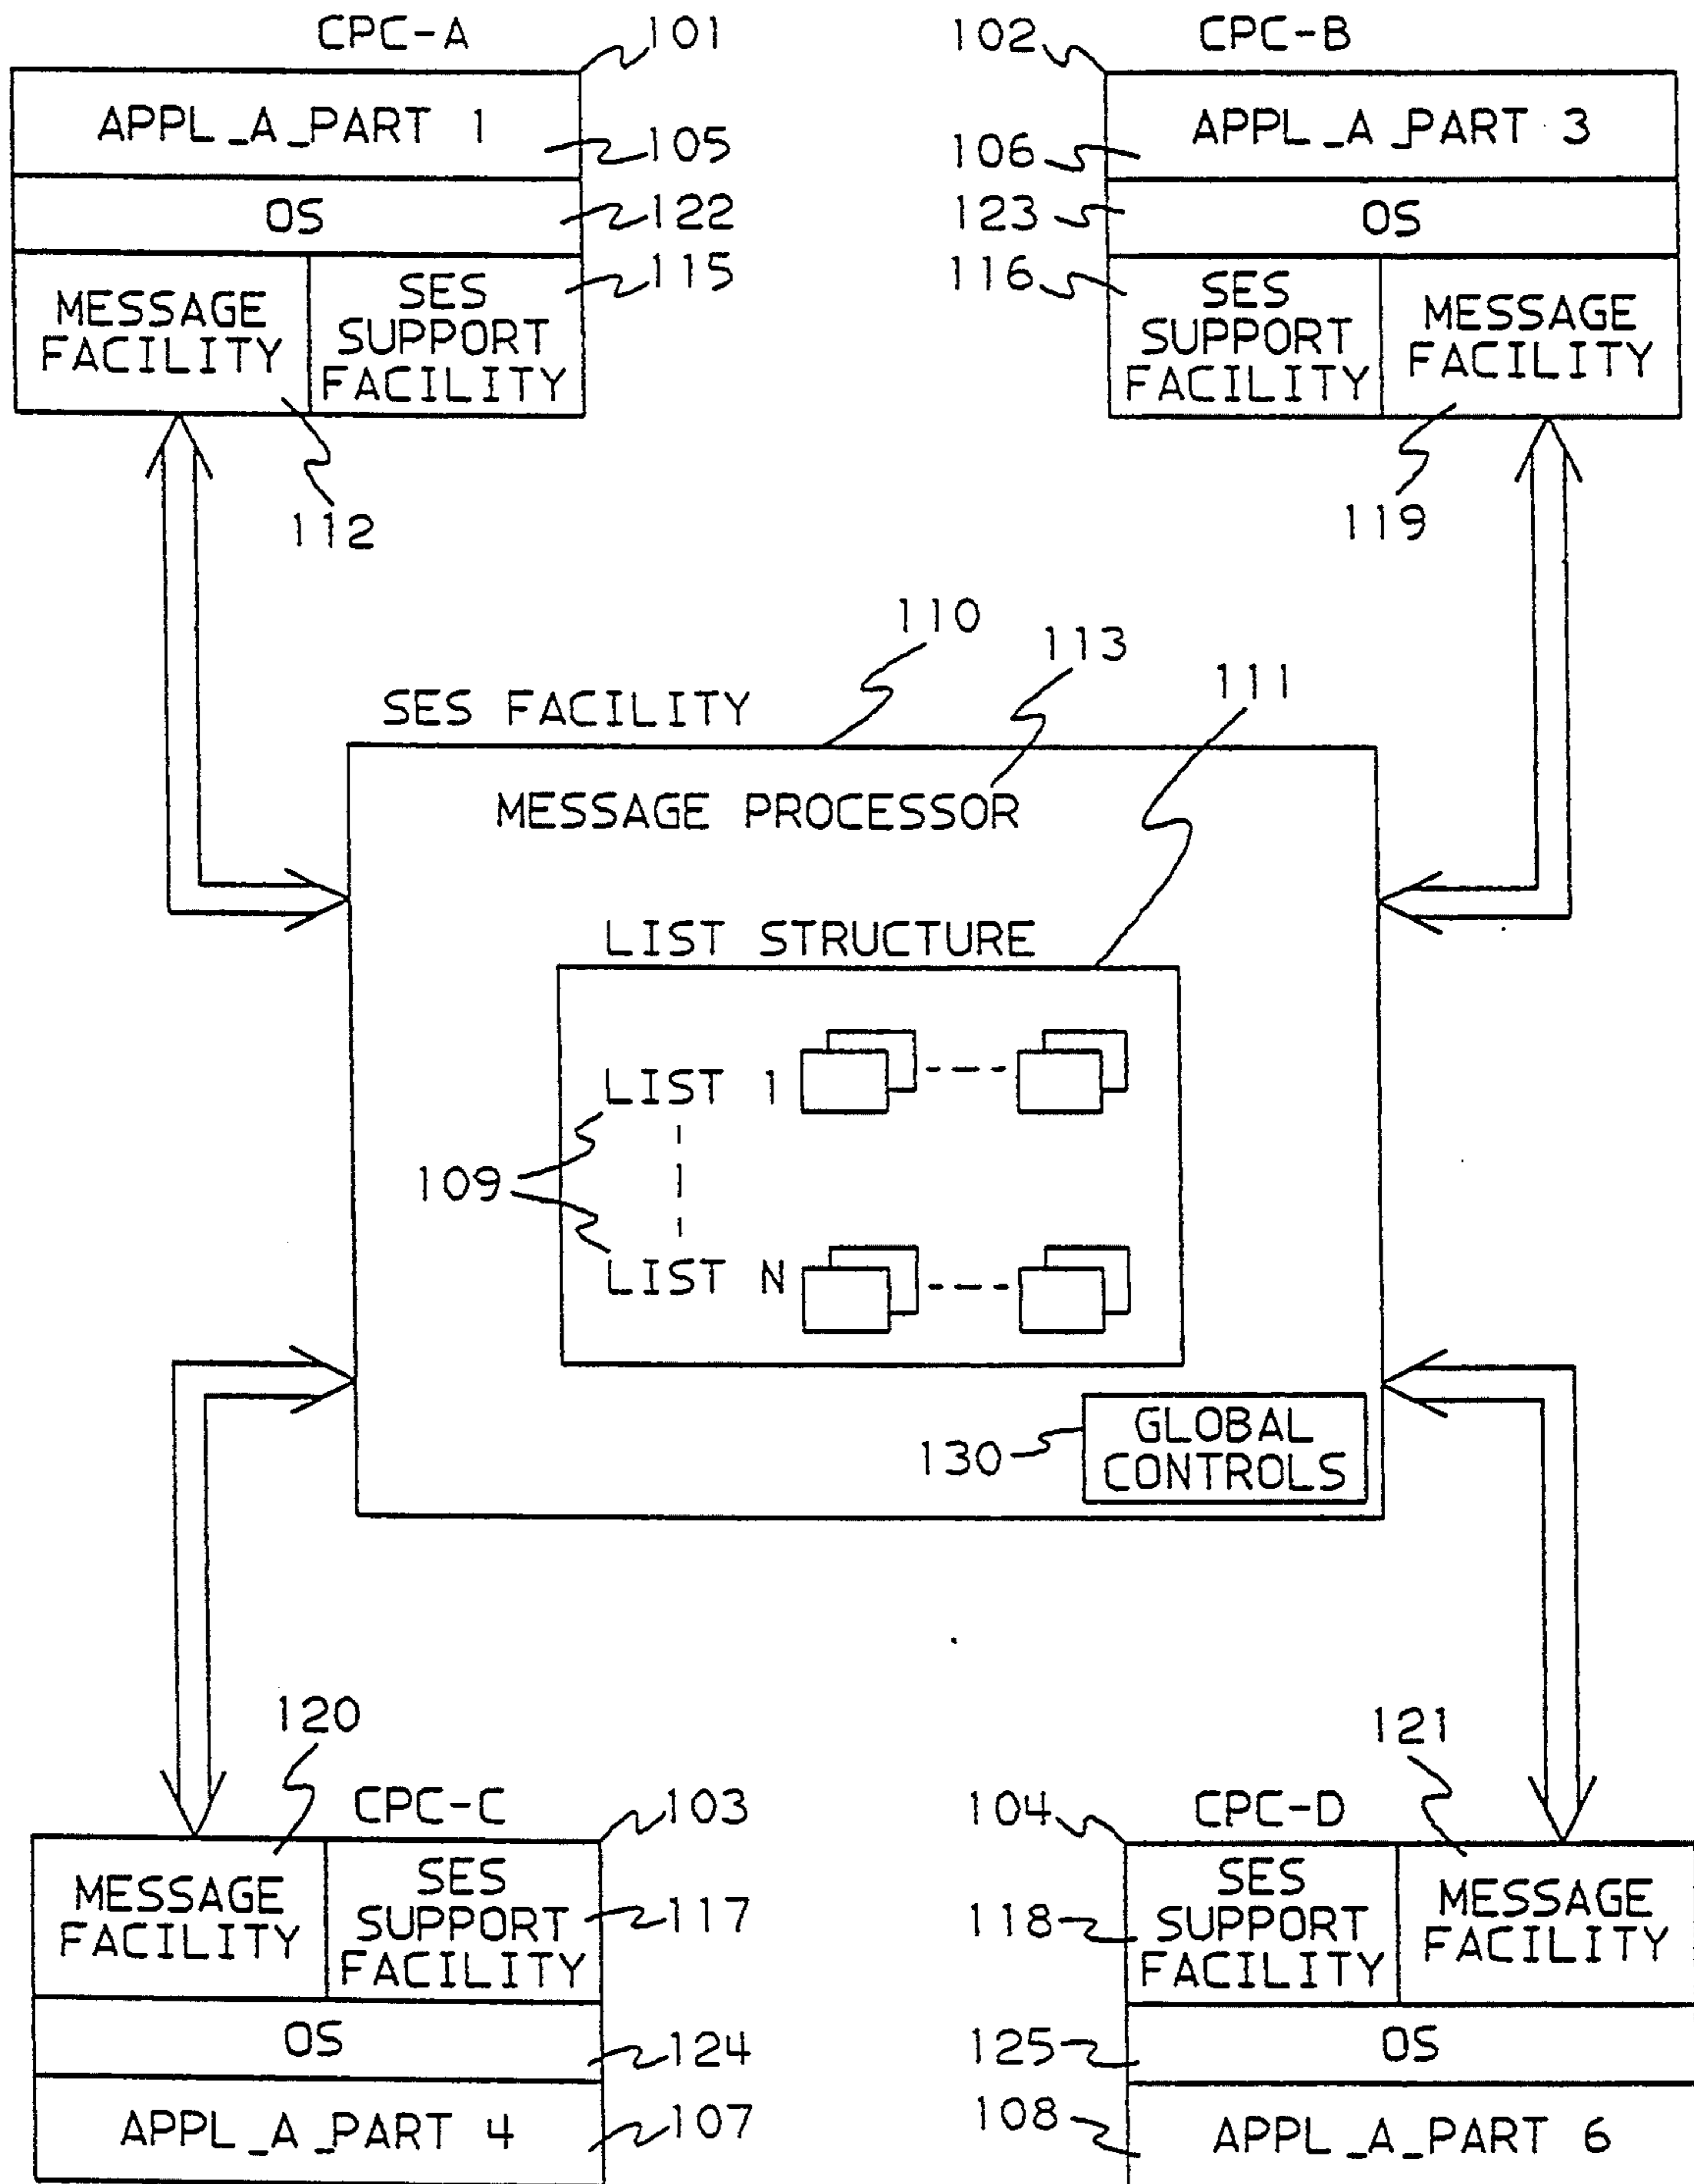 CPC-A
101
102
CPC-B
APPL_A_PART 1
105
106
APPL_A_PART 3
OS
122
123
OS
MESSAGE
FACILITY
SES
SUPPORT
FACILITY
115
116
SES
SUPPORT
FACILITY
MESSAGE
FACILITY
112
119
110
113
111
SES FACILITY
MESSAGE PROCESSOR
LIST STRUCTURE
LIST 1
109
LIST N
130
GLOBAL
CONTROLS
120
121
CPC-C
103
104
CPC-D
MESSAGE
FACILITY
SES
SUPPORT
FACILITY
117
118
SES
SUPPORT
FACILITY
MESSAGE
FACILITY
OS
124
125
OS
APPL_A_PART 4
107
108
APPL_A_PART 6